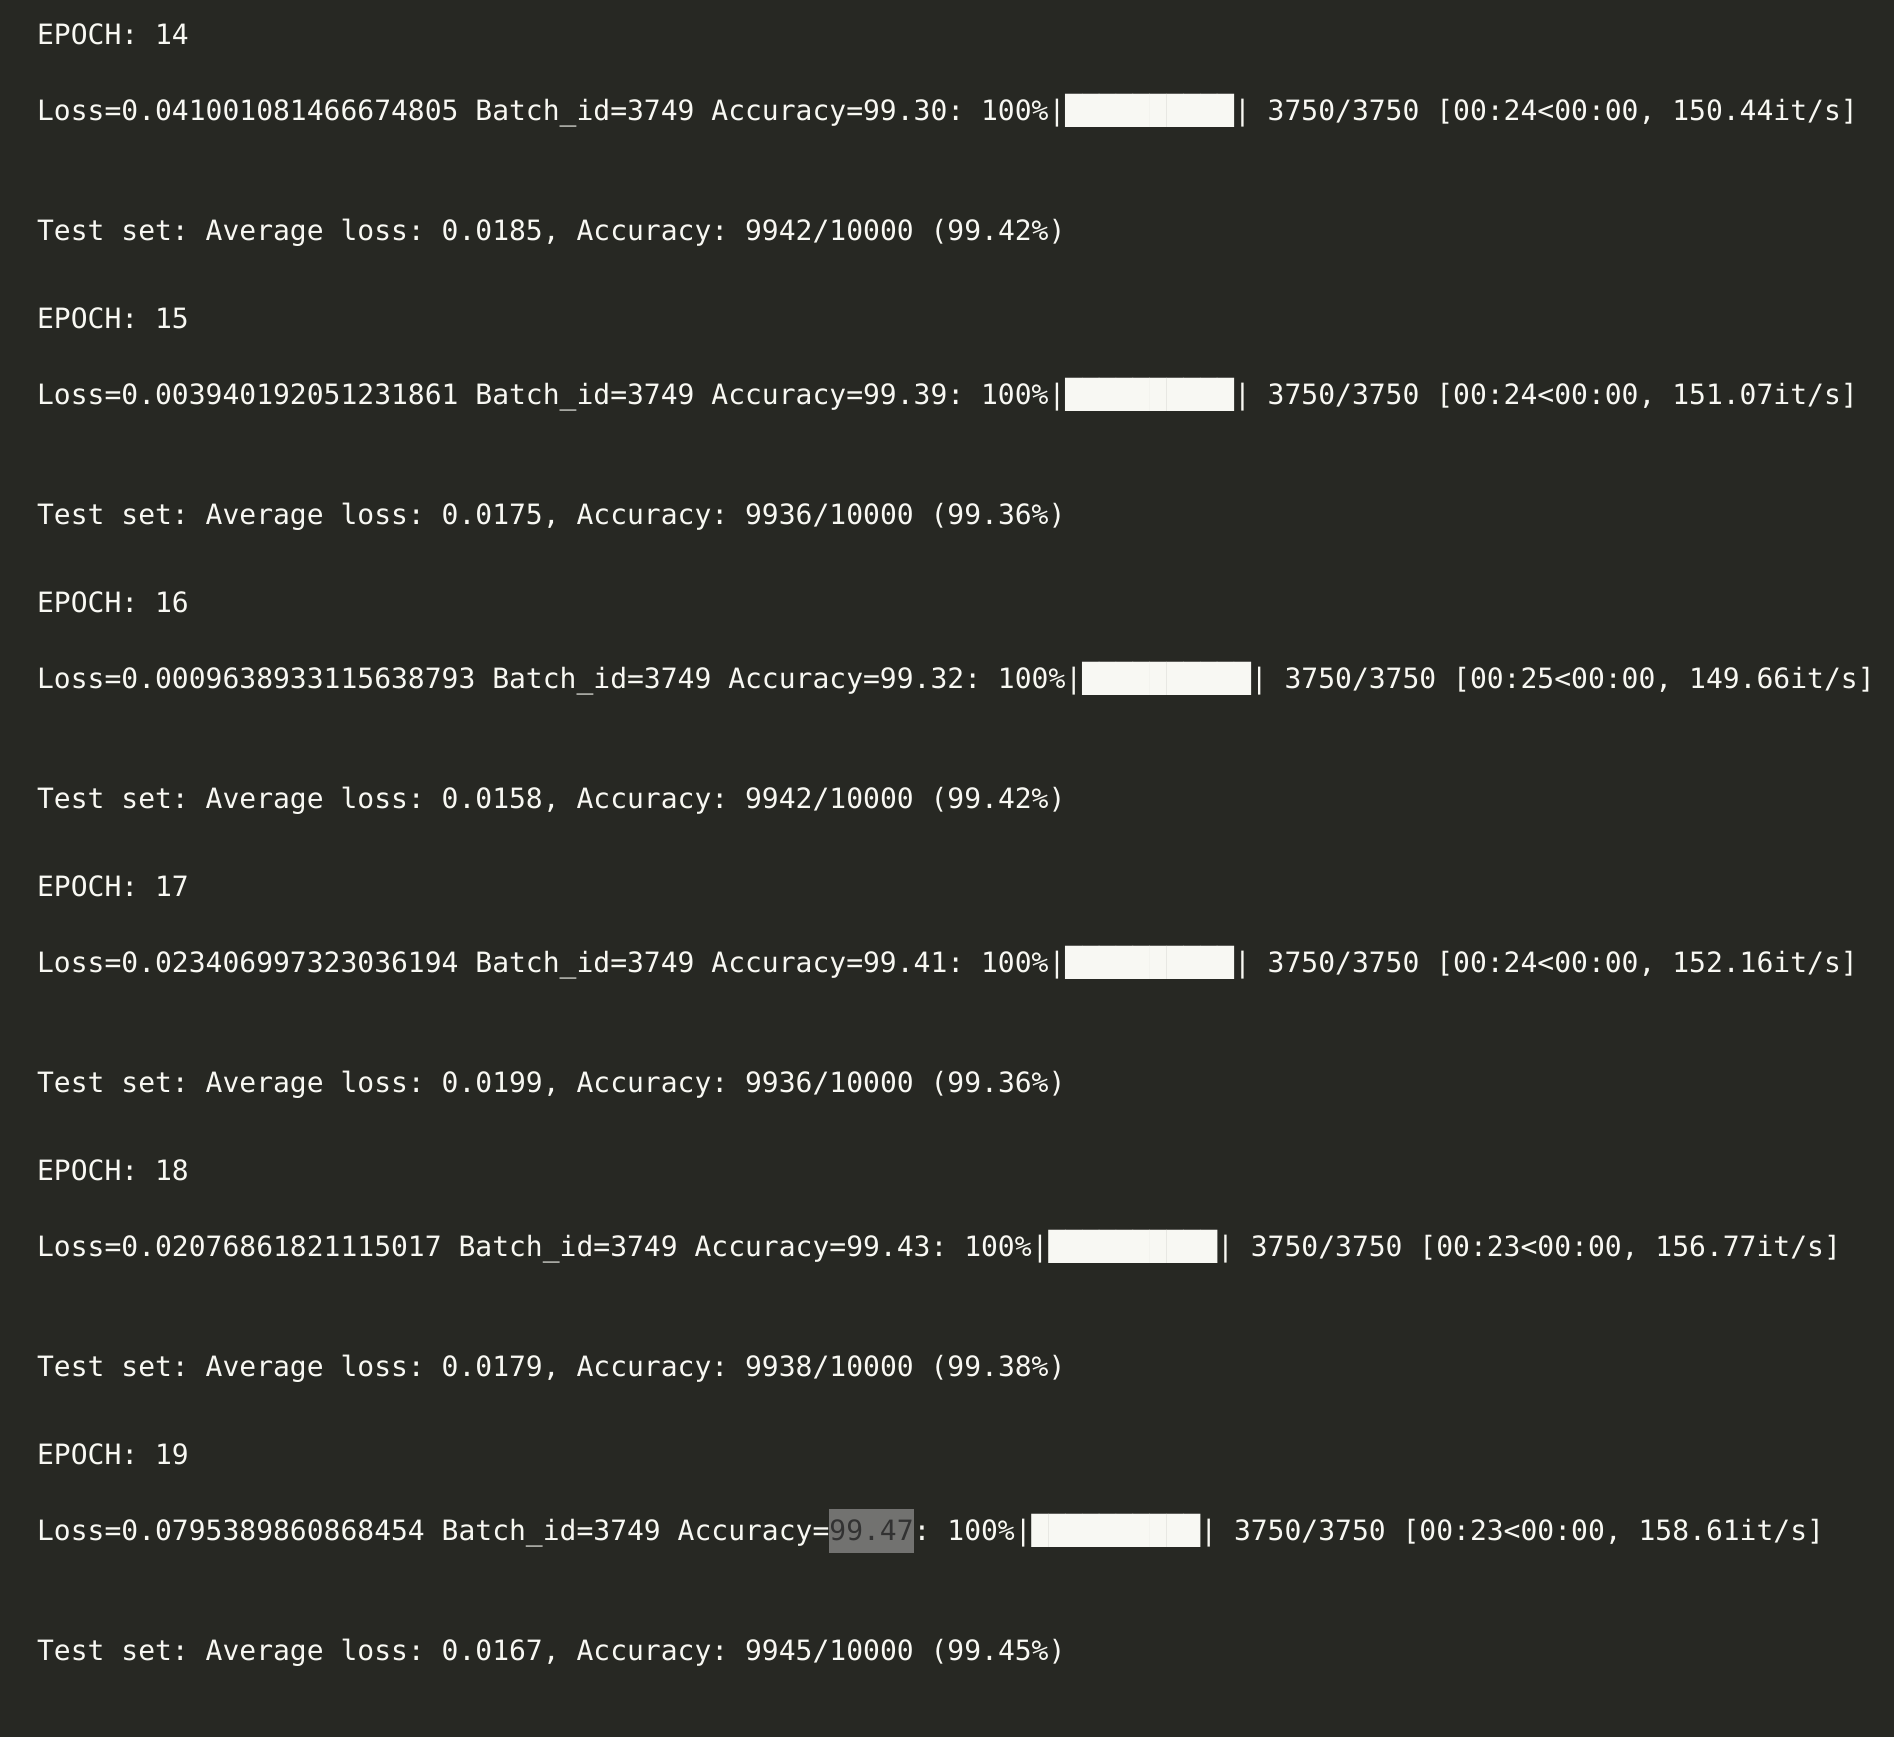 EPOCH: 14
Loss=0.041001081466674805 Batch_id=3749 Accuracy=99.30: 100%|██████████| 3750/3750 [00:24<00:00, 150.44it/s]
Test set: Average loss: 0.0185, Accuracy: 9942/10000 (99.42%)
EPOCH: 15
Loss=0.003940192051231861 Batch_id=3749 Accuracy=99.39: 100%|██████████| 3750/3750 [00:24<00:00, 151.07it/s]
Test set: Average loss: 0.0175, Accuracy: 9936/10000 (99.36%)
EPOCH: 16
Loss=0.0009638933115638793 Batch_id=3749 Accuracy=99.32: 100%|██████████| 3750/3750 [00:25<00:00, 149.66it/s]
Test set: Average loss: 0.0158, Accuracy: 9942/10000 (99.42%)
EPOCH: 17
Loss=0.023406997323036194 Batch_id=3749 Accuracy=99.41: 100%|██████████| 3750/3750 [00:24<00:00, 152.16it/s]
Test set: Average loss: 0.0199, Accuracy: 9936/10000 (99.36%)
EPOCH: 18
Loss=0.02076861821115017 Batch_id=3749 Accuracy=99.43: 100%|██████████| 3750/3750 [00:23<00:00, 156.77it/s]
Test set: Average loss: 0.0179, Accuracy: 9938/10000 (99.38%)
EPOCH: 19
Loss=0.0795389860868454 Batch_id=3749 Accuracy=99.47: 100%|██████████| 3750/3750 [00:23<00:00, 158.61it/s]
Test set: Average loss: 0.0167, Accuracy: 9945/10000 (99.45%)